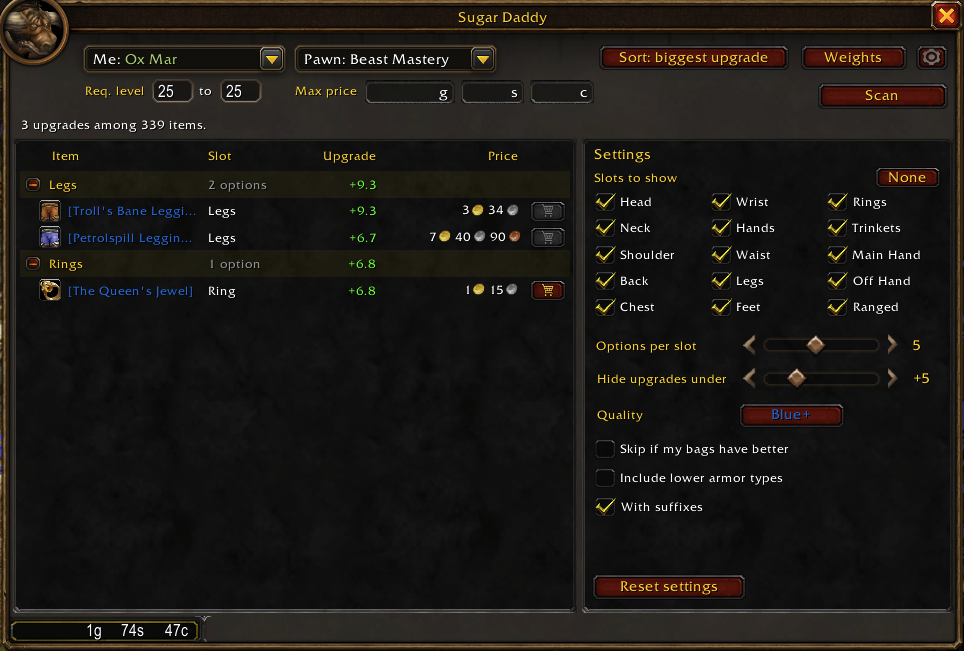 Sugar Daddy
Me: Ox Mar Pawn: Beast Mastery Sort: biggest upgrade Weights
Req. level 25 to 25 Max price g s c Scan
3 upgrades among 339 items.
Item Slot Upgrade Price
Legs 2 options +9.3
[Troll's Bane Leggi... Legs +9.3 3 34
[Petrolspill Leggin... Legs +6.7 7 40 90
Rings 1 option +6.8
[The Queen's Jewel] Ring +6.8 1 15
Settings
Slots to show None
Head Wrist Rings
Neck Hands Trinkets
Shoulder Waist Main Hand
Back Legs Off Hand
Chest Feet Ranged
Options per slot 5
Hide upgrades under +5
Quality Blue+
Skip if my bags have better
Include lower armor types
With suffixes
Reset settings
1g 74s 47c